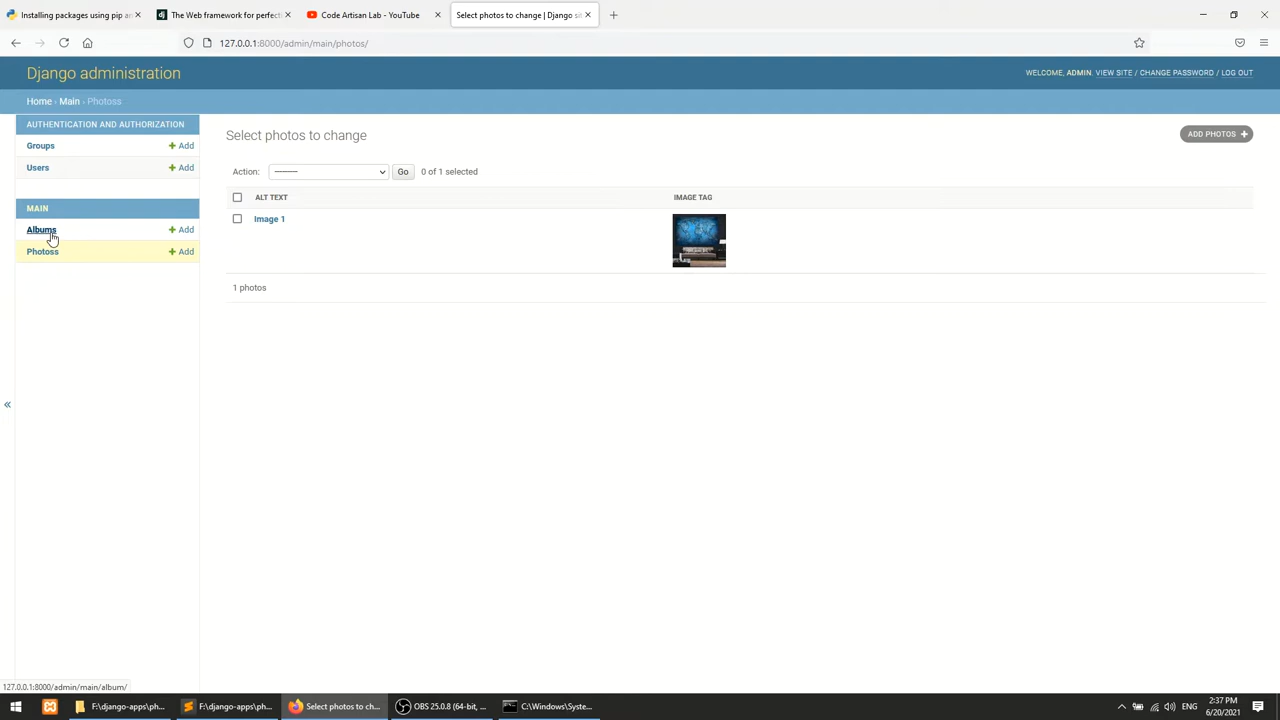 Installing packages using pip an
The Web framework for perfect
Code Artisan Lab - YouTube
Select photos to change | Django si
127.0.0.1:8000/admin/main/photos/
Django administration
WELCOME, ADMIN. VIEW SITE / CHANGE PASSWORD / LOG OUT
Home › Main › Photoss
AUTHENTICATION AND AUTHORIZATION
Groups + Add
Users + Add
MAIN
Albums + Add
Photoss + Add
«
Select photos to change
ADD PHOTOS +
Action: --------- Go 0 of 1 selected
ALT TEXT IMAGE TAG
Image 1
1 photos
127.0.0.1:8000/admin/main/album/
F:\django-apps\ph...
F:\django-apps\ph...
Select photos to ch...
OBS 25.0.8 (64-bit, ...
C:\Windows\Syste...
ENG
2:37 PM
6/20/2021